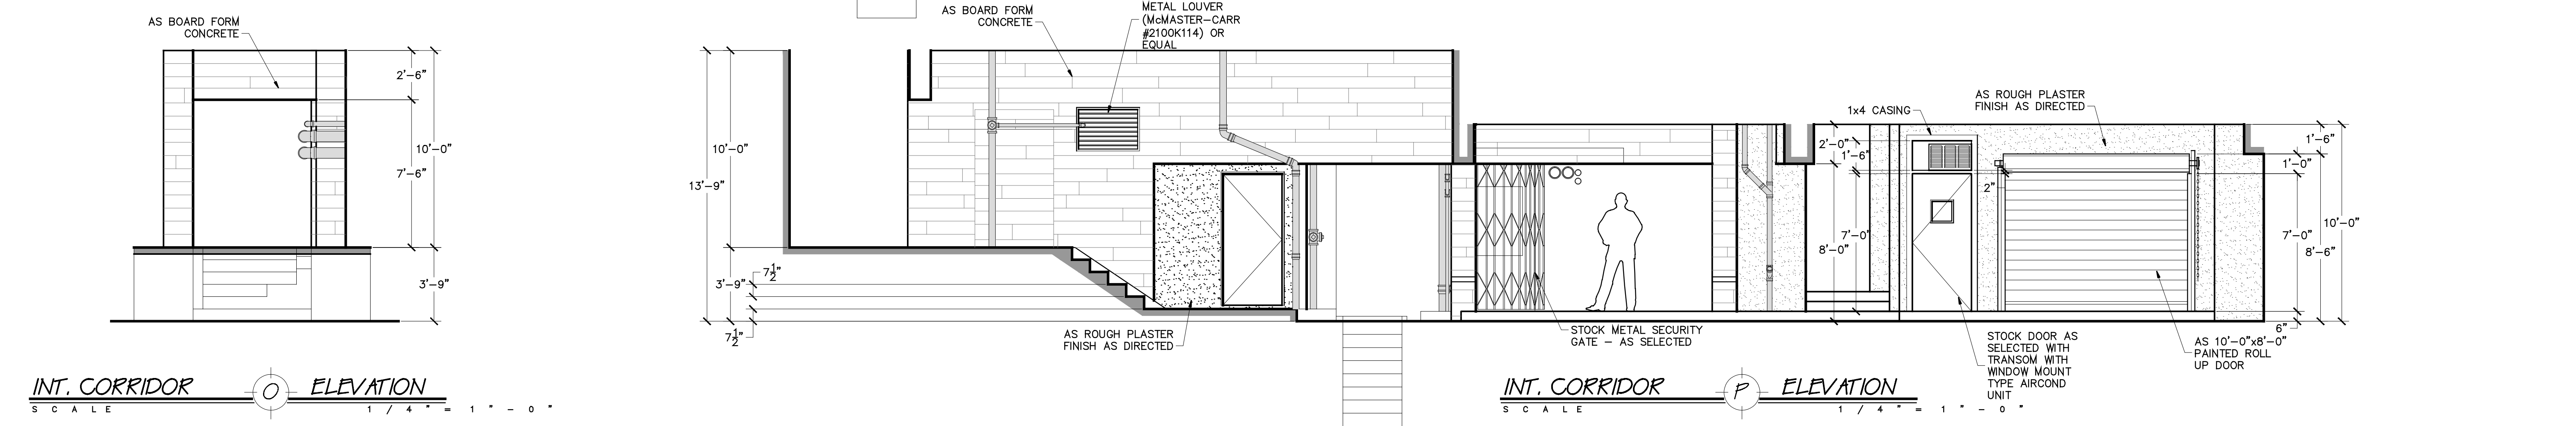 AS BOARD FORM
CONCRETE
2'-6"
10'-0"
7'-6"
3'-9"
INT. CORRIDOR O ELEVATION
SCALE 1/4" = 1"-0"
AS BOARD FORM
CONCRETE
METAL LOUVER
(McMASTER-CARR
#2100K114) OR
EQUAL
10'-0"
13'-9"
3'-9"
7 1/2"
7 1/2"
AS ROUGH PLASTER
FINISH AS DIRECTED
STOCK METAL SECURITY
GATE - AS SELECTED
1x4 CASING
AS ROUGH PLASTER
FINISH AS DIRECTED
2'-0"
1'-6"
2"
7'-0"
8'-0"
1'-6"
1'-0"
10'-0"
7'-0"
8'-6"
6"
STOCK DOOR AS
SELECTED WITH
TRANSOM WITH
WINDOW MOUNT
TYPE AIRCOND
UNIT
AS 10'-0"x8'-0"
PAINTED ROLL
UP DOOR
INT. CORRIDOR P ELEVATION
SCALE 1/4" = 1"-0"